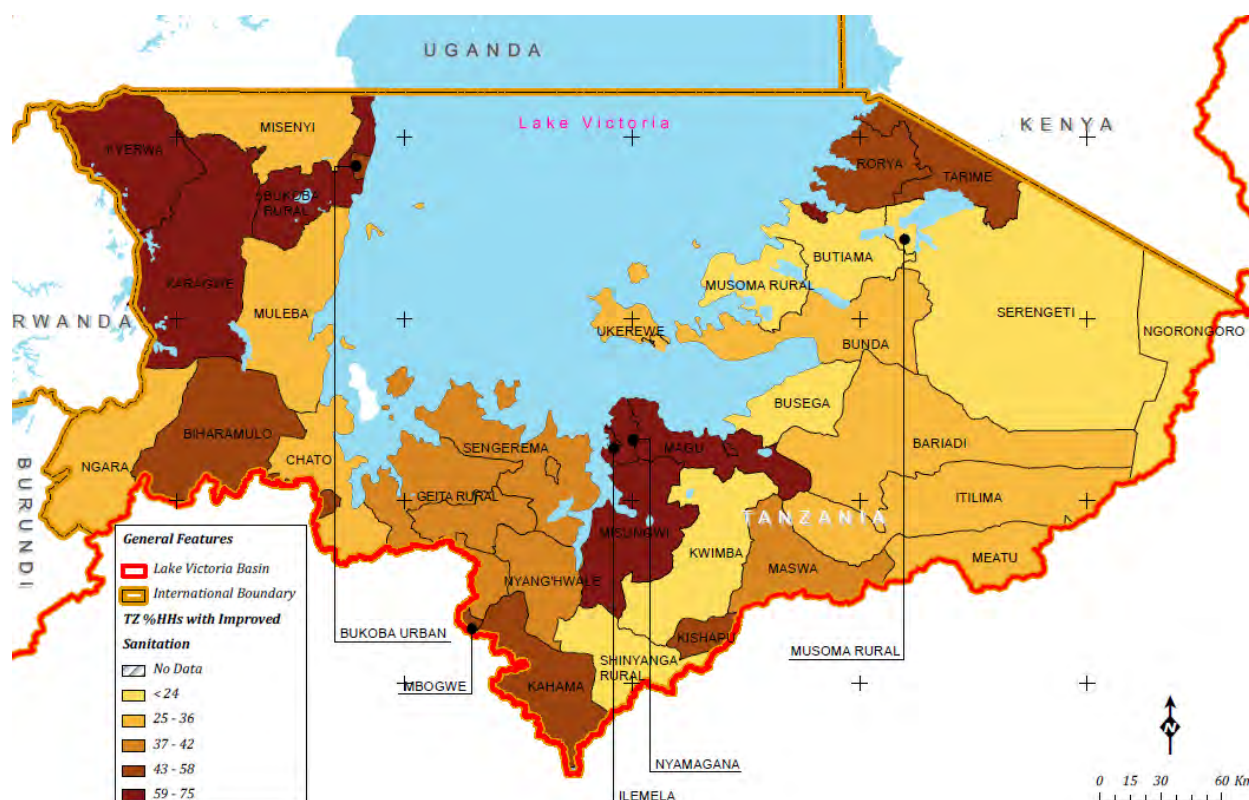 UGANDA
Lake Victoria
KENYA
MISENYI
KYERWA
RORYA
TARIME
BUKOBA
RURAL
BUTIAMA
KARAGWE
MUSOMA RURAL
MULEBA
SERENGETI
RWANDA
UKEREWE
NGORONGORO
BUNDA
BUSEGA
BIHARAMULO
SENGEREMA
MAGU
BARIADI
NGARA
CHATO
GEITA RURAL
ITILIMA
BURUNDI
TANZANIA
MISUNGWI
KWIMBA
MEATU
MASWA
NYANG'HWALE
KISHAPU
BUKOBA URBAN
MUSOMA RURAL
SHINYANGA
RURAL
MBOGWE
KAHAMA
NYAMAGANA
ILEMELA
General Features
Lake Victoria Basin
International Boundary
TZ %HHs with Improved
Sanitation
No Data
< 24
25 - 36
37 - 42
43 - 58
59 - 75
N
0 15 30 60 Km